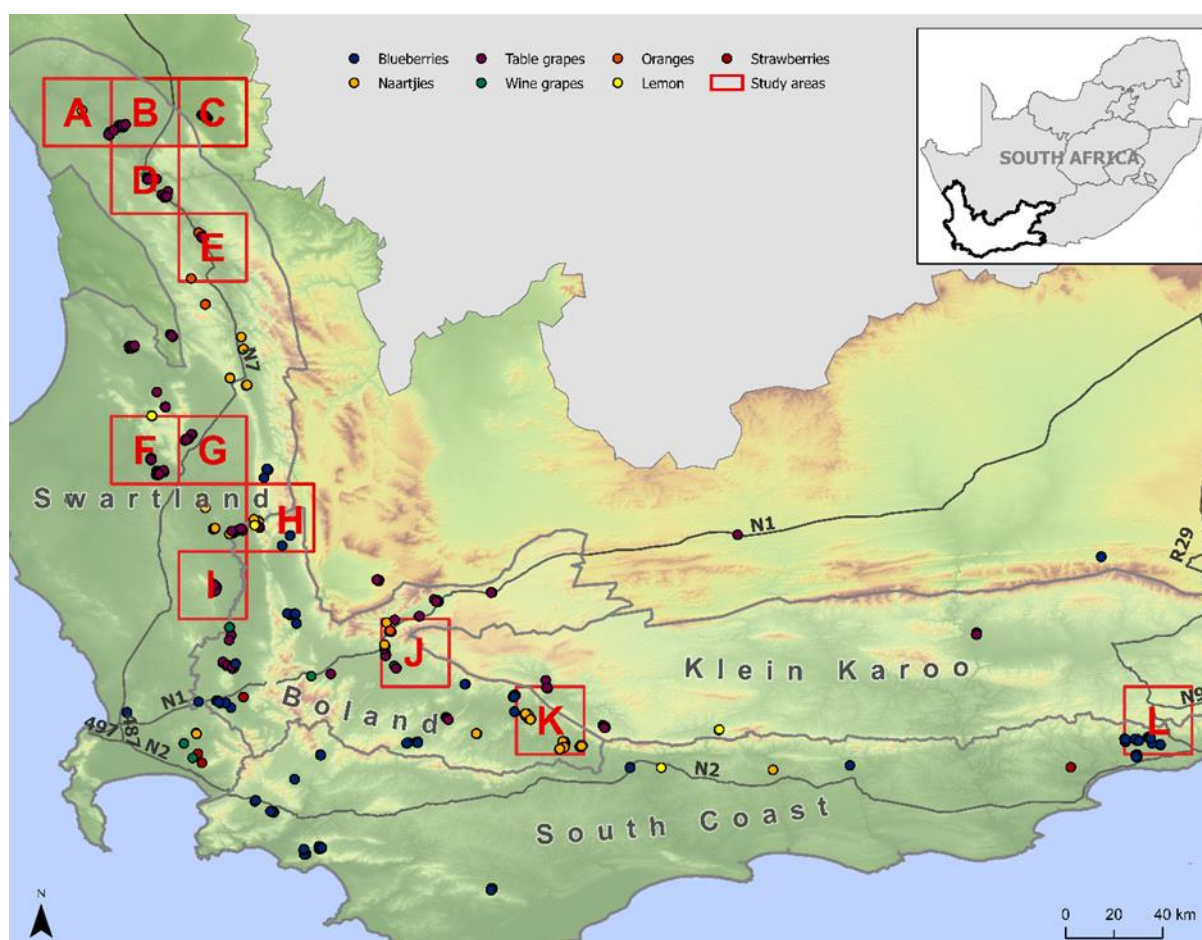 Blueberries Table grapes Oranges Strawberries
Naartjies Wine grapes Lemon Study areas
SOUTH AFRICA
A B C
D
E
N7
F G
Swartland
H
N1
R29
I
J
Klein Karoo
Boland
N1
K
L
N9
497
487
N2
N2
South Coast
N
0 20 40 km